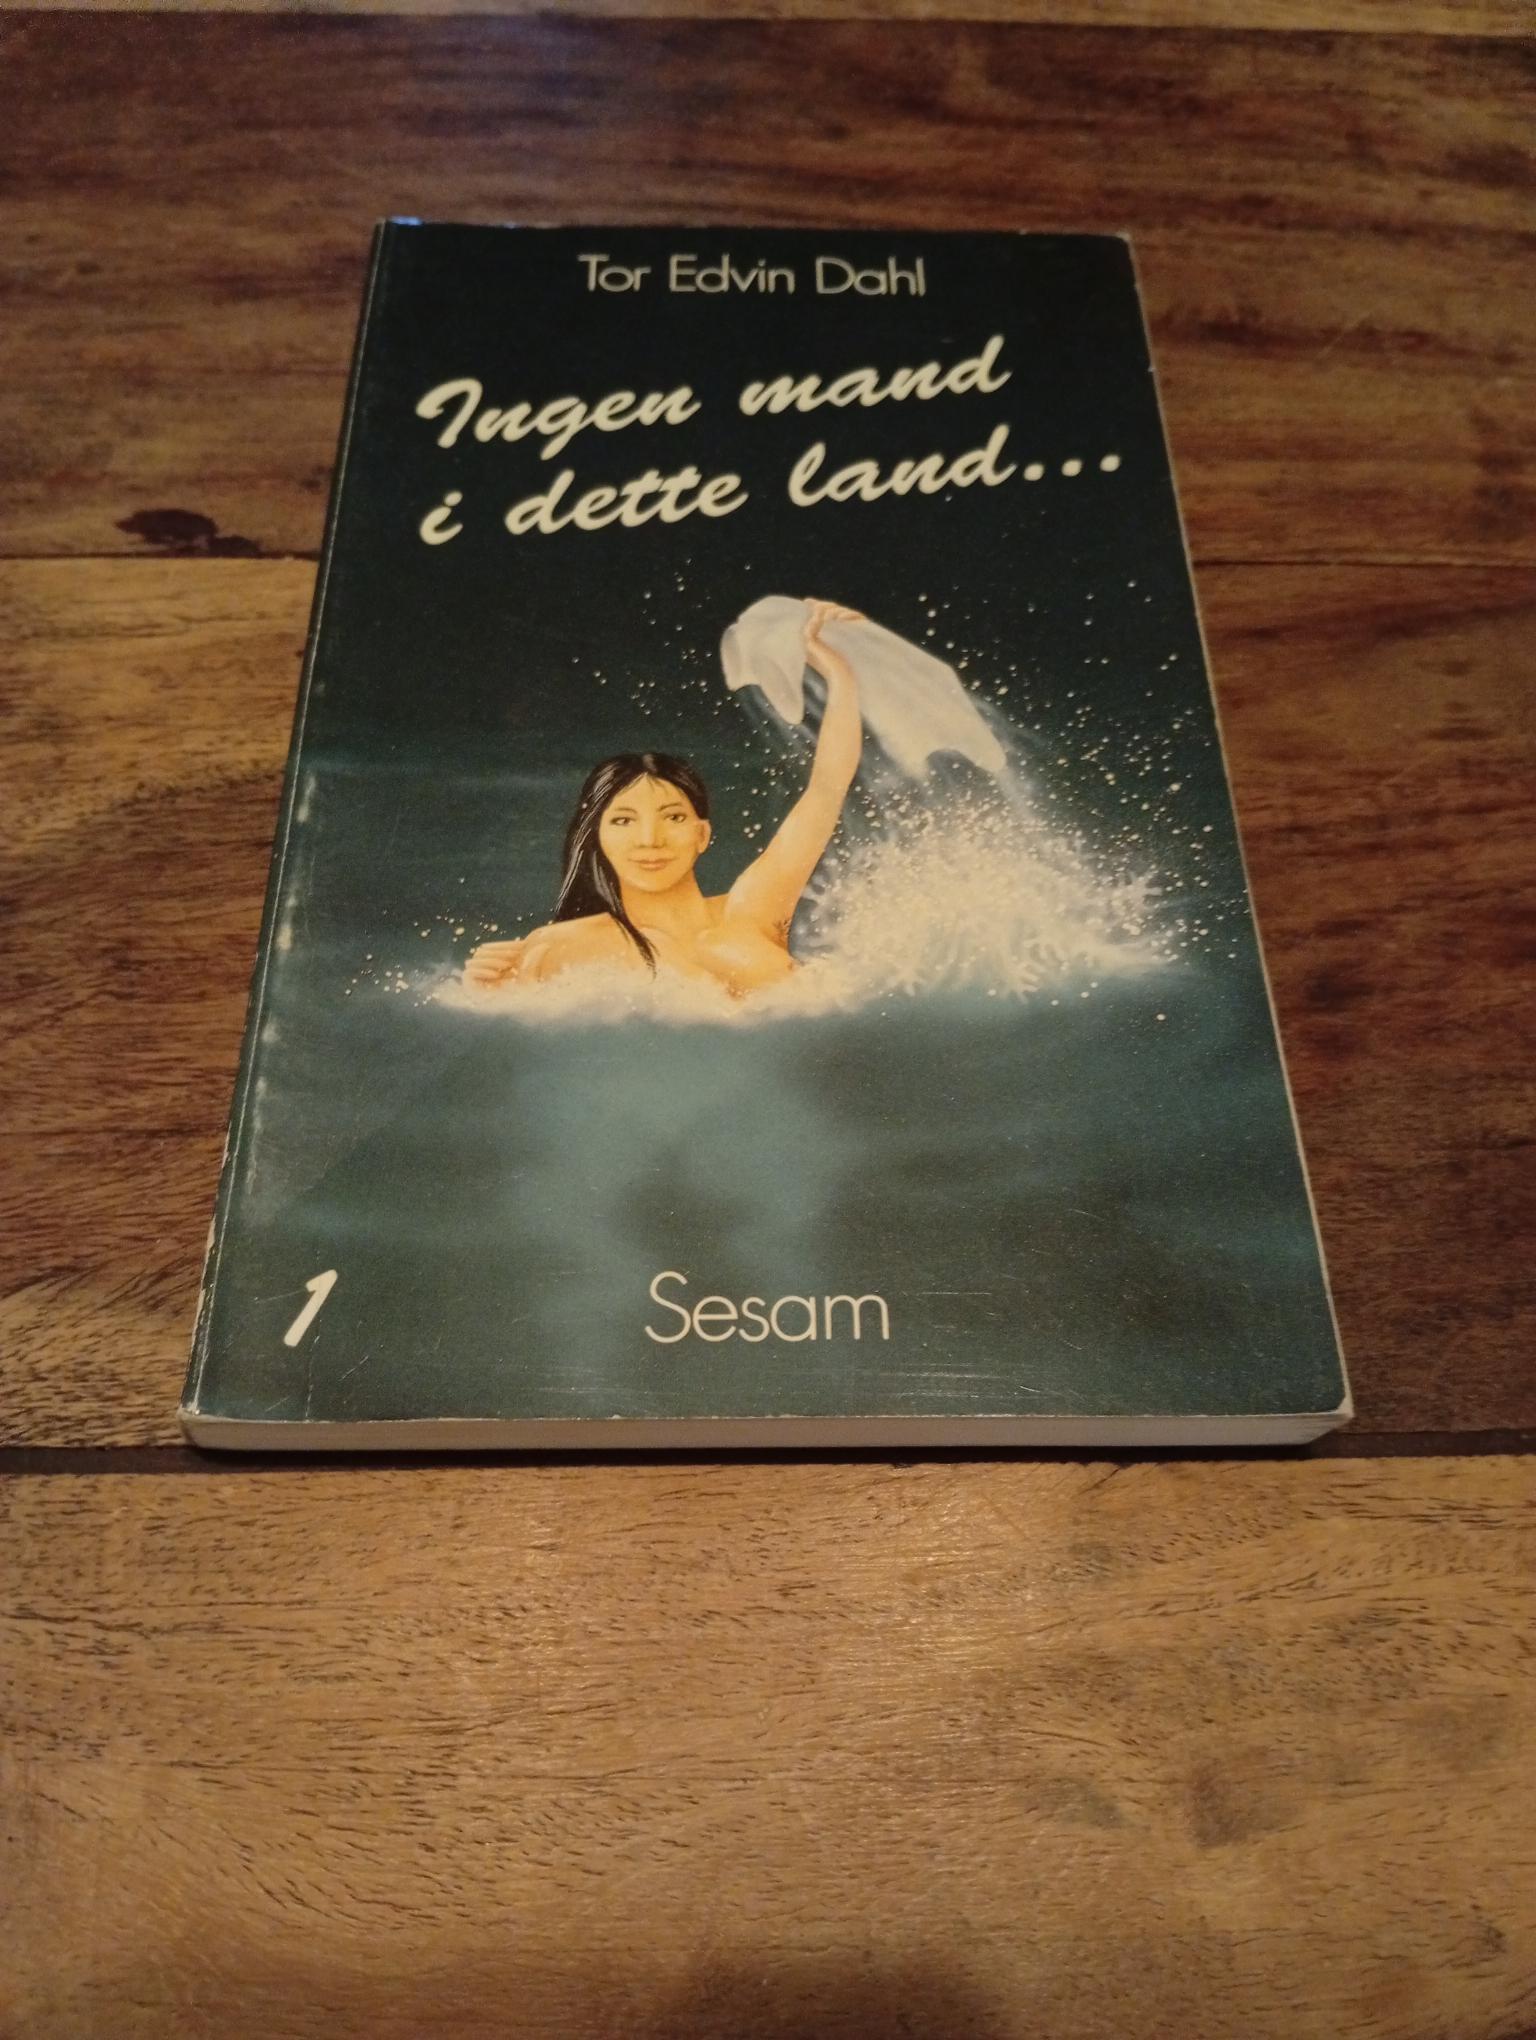 Tor Edvin Dahl
Ingen mand
i dette land...
1
Sesam